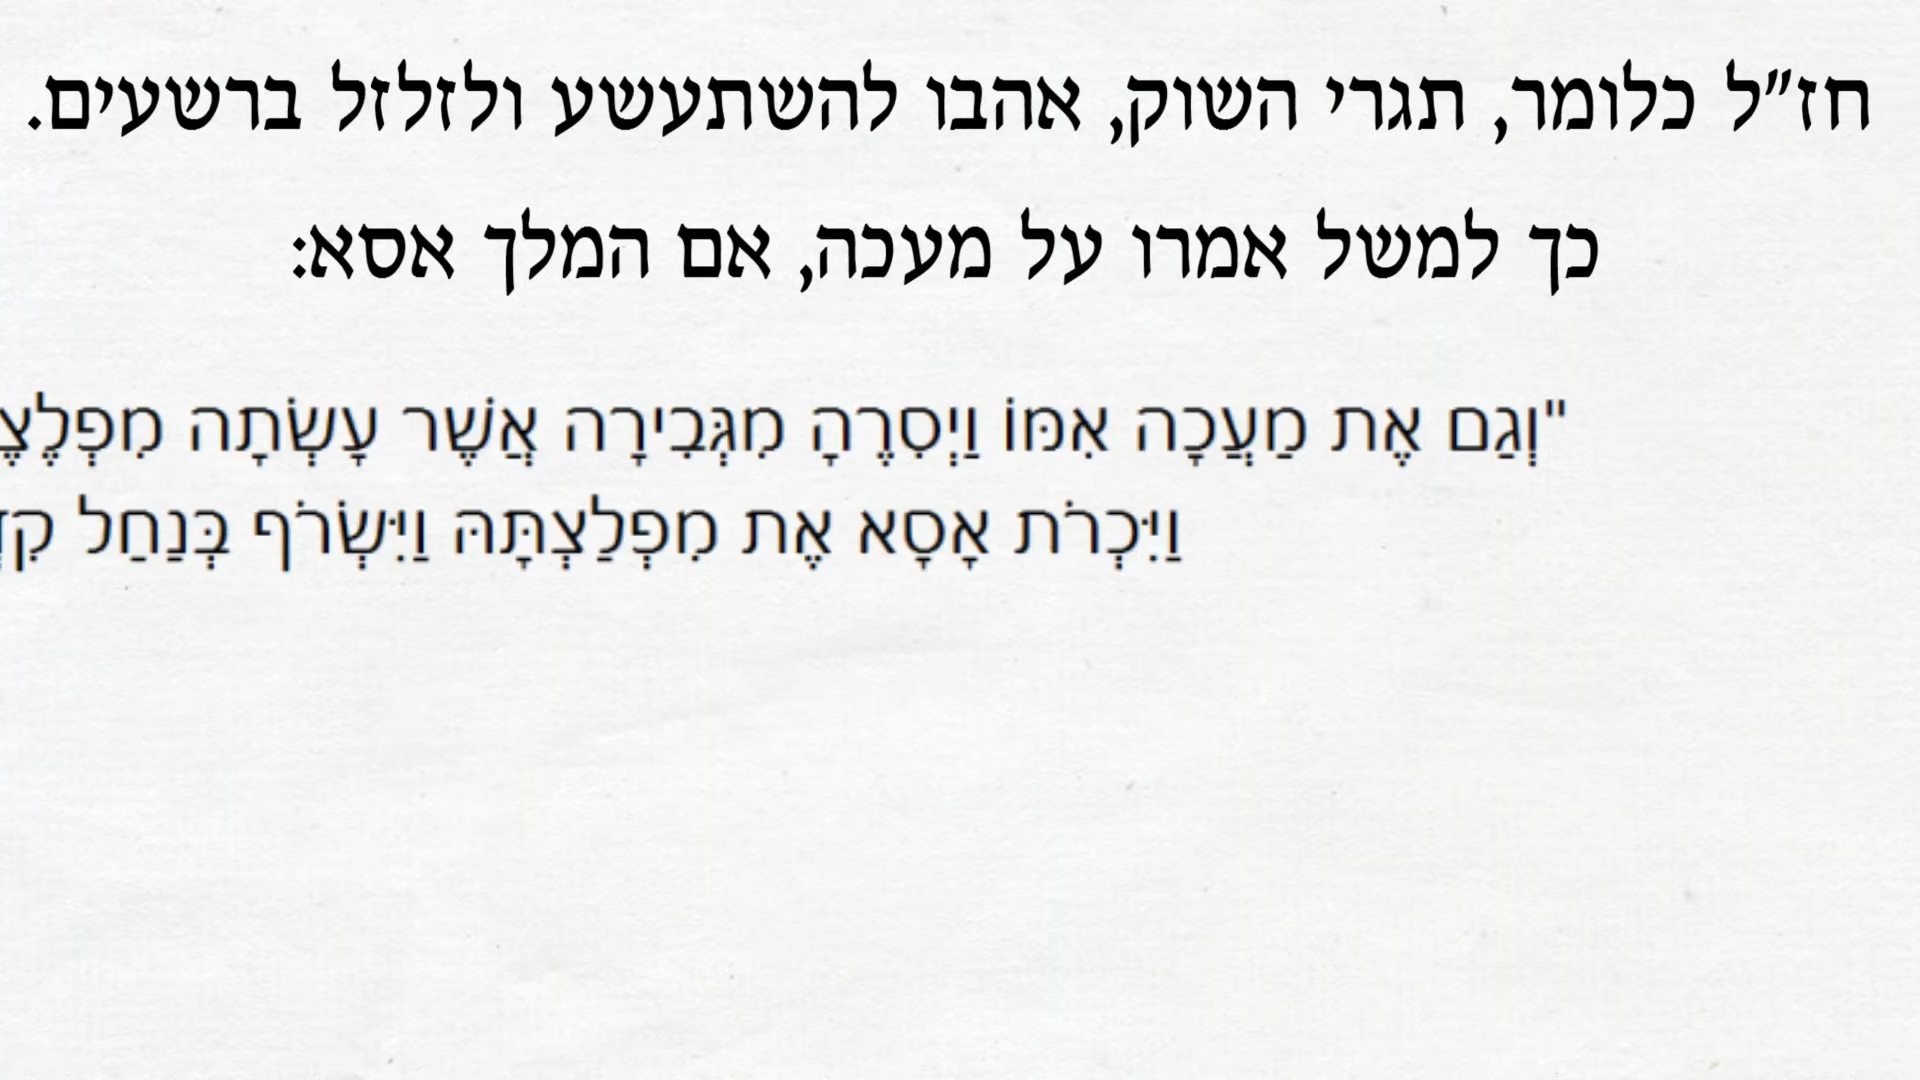 חז״ל כלומר, תגרי השוק, אהבו להשתעשע ולזלזל ברשעים.
כך למשל אמרו על מעכה, אם המלך אסא:
"וְגַם אֶת מַעֲכָה אִמּוֹ וַיְסִרֶהָ מִגְּבִירָה אֲשֶׁר עָשְׂתָה
וַיִּכְרֹת אָסָא אֶת מִפְלַצְתָּהּ וַיִּשְׂרֹף בְּנַחַל